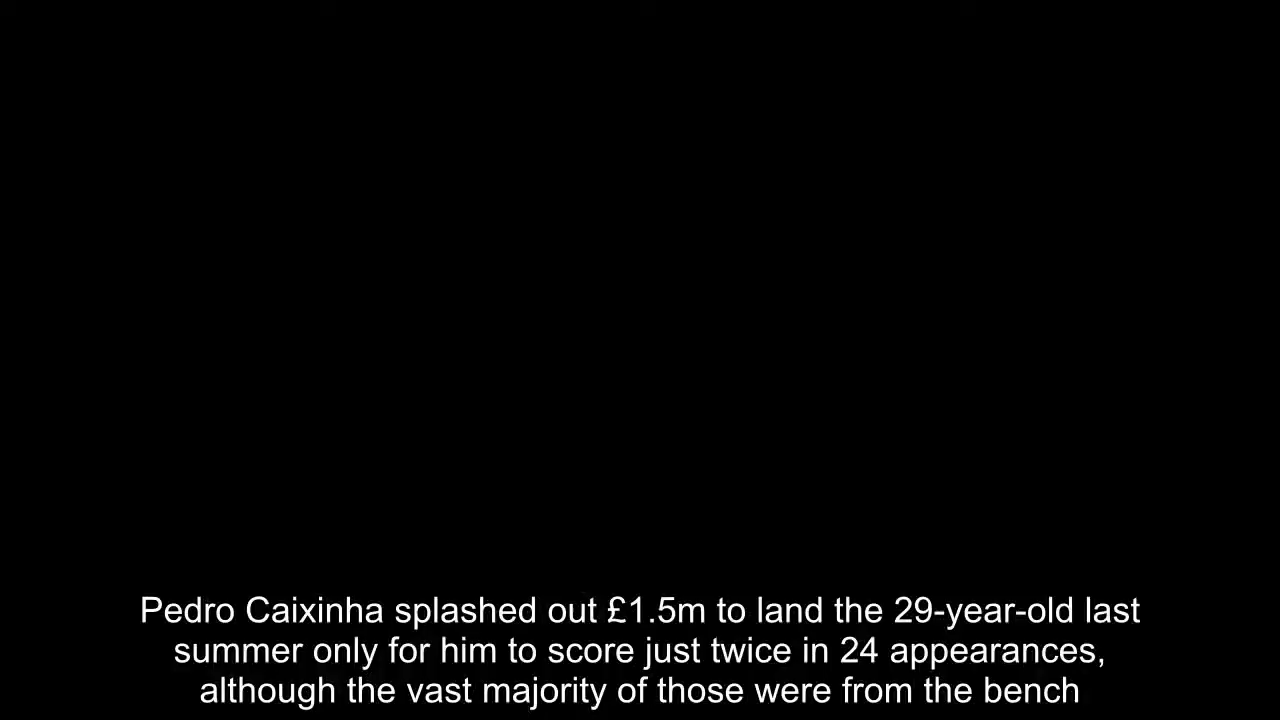 Pedro Caixinha splashed out £1.5m to land the 29-year-old last
summer only for him to score just twice in 24 appearances,
although the vast majority of those were from the bench